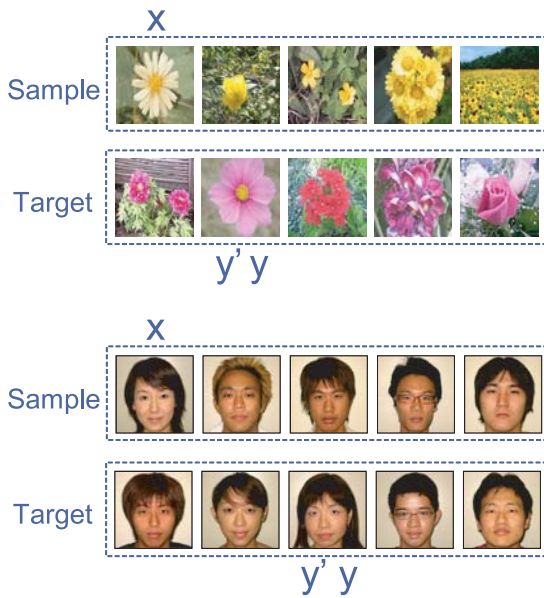 x
Sample
Target
y’ y
x
Sample
Target
y’ y